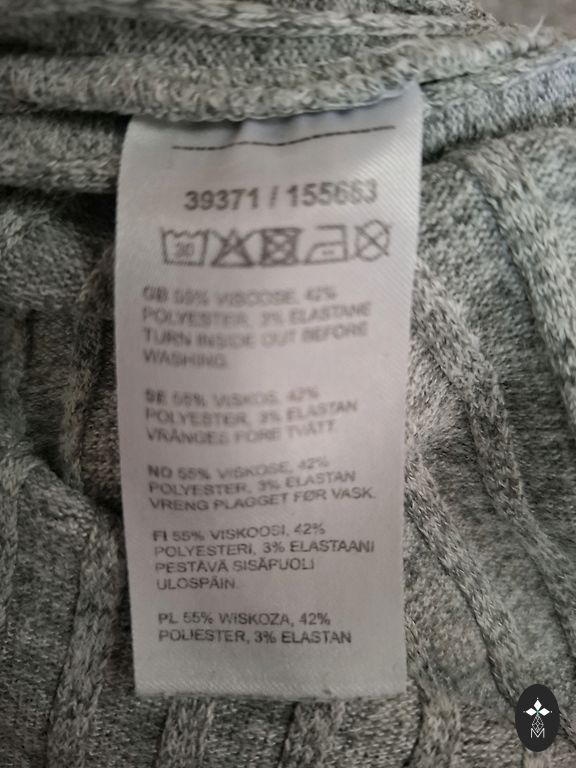 39371 / 155663
30
GB 55% VISCOSE, 42%
POLYESTER, 3% ELASTANE
TURN INSIDE OUT BEFORE
WASHING.
SE 55% VISKOS, 42%
POLYESTER, 3% ELASTAN
VRÄNGES FÖRE TVÄTT.
NO 55% VISKOSE, 42%
POLYESTER, 3% ELASTAN
VRENG PLAGGET FØR VASK.
FI 55% VISKOOSI, 42%
POLYESTERI, 3% ELASTAANI
PESTÄVÄ SISÄPUOLI
ULOSPÄIN.
PL 55% WISKOZA, 42%
POLIESTER, 3% ELASTAN
M